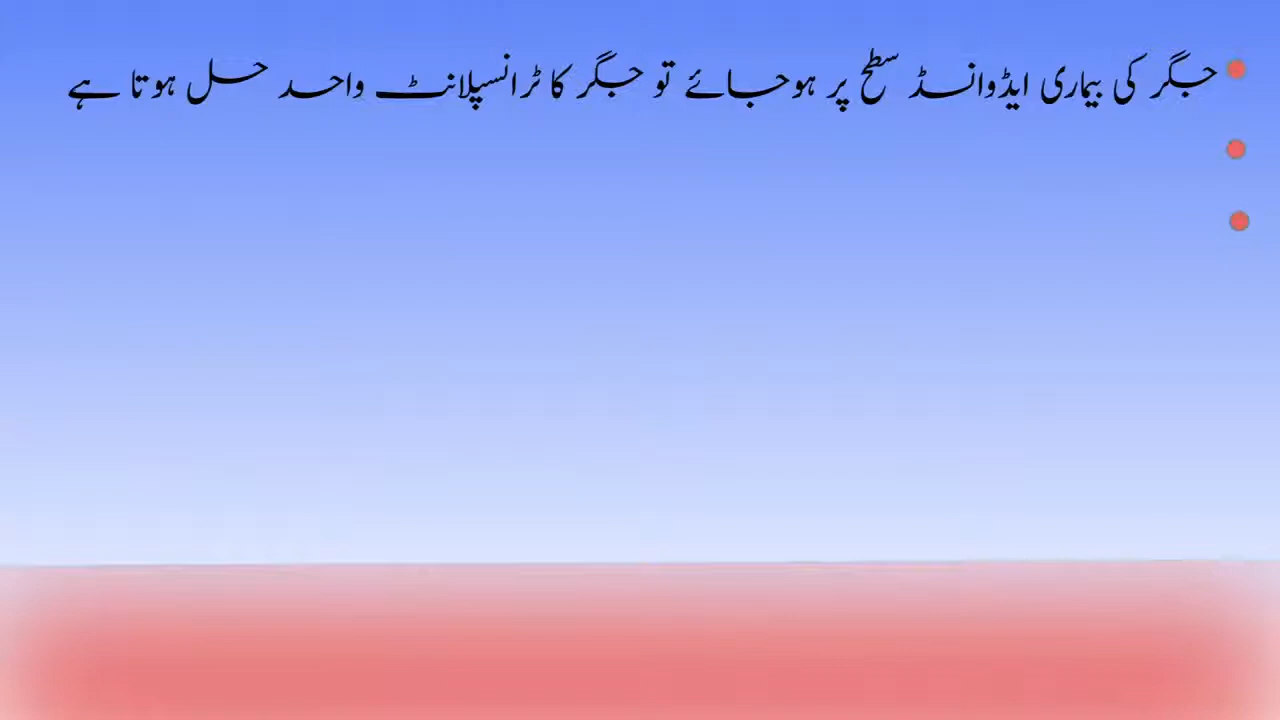 جگر کی بیماری ایڈوانسڈ سطح پر ہوجائے تو جگر کا ٹرانسپلانٹ واحد حل ہوتا ہے